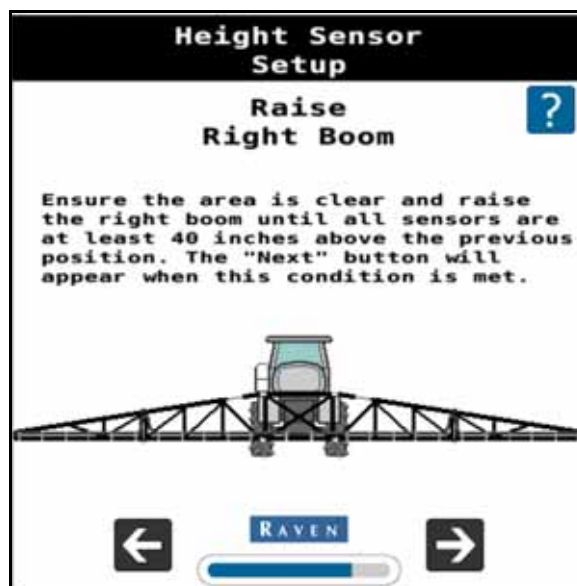 Height Sensor
Setup
Raise
Right Boom
?
Ensure the area is clear and raise
the right boom until all sensors are
at least 40 inches above the previous
position. The "Next" button will
appear when this condition is met.
RAVEN